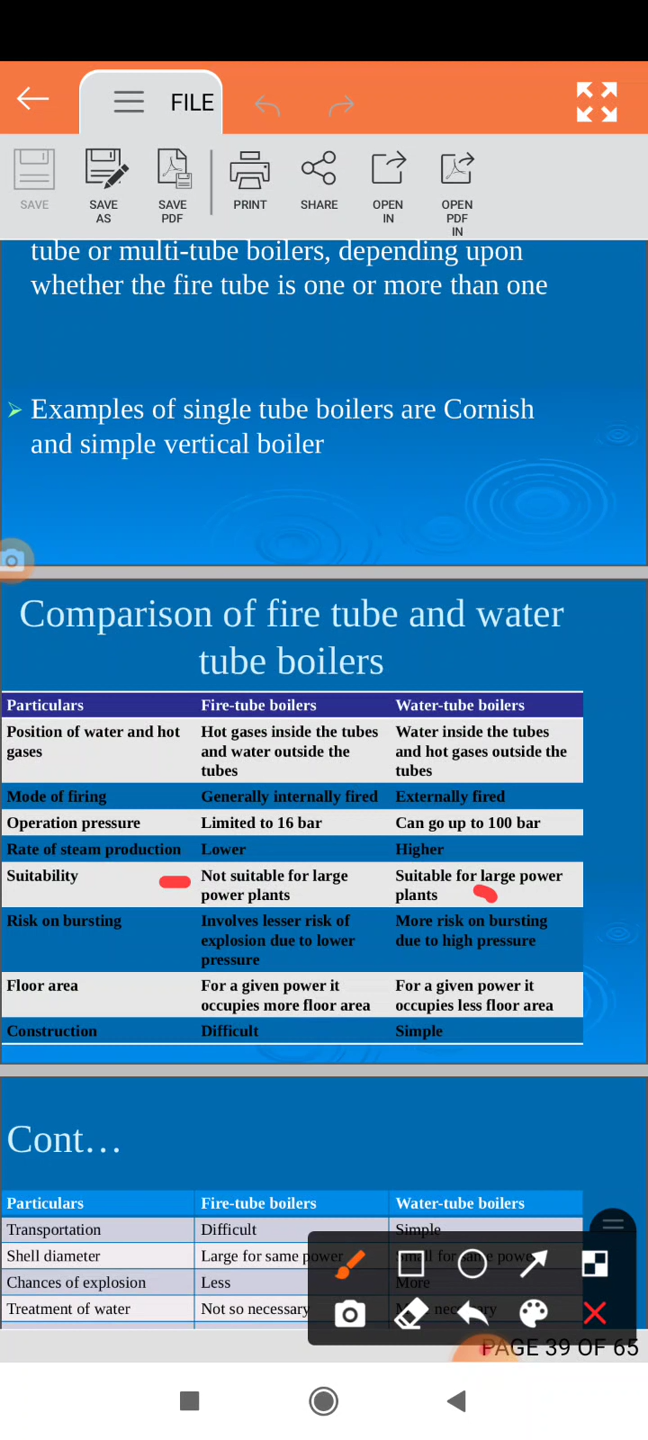 FILE
SAVE
SAVE AS
SAVE PDF
PRINT
SHARE
OPEN IN
OPEN PDF IN
tube or multi-tube boilers, depending upon
whether the fire tube is one or more than one
Examples of single tube boilers are Cornish
and simple vertical boiler
Comparison of fire tube and water
tube boilers
Particulars Fire-tube boilers Water-tube boilers
Position of water and hot gases Hot gases inside the tubes and water outside the tubes Water inside the tubes and hot gases outside the tubes
Mode of firing Generally internally fired Externally fired
Operation pressure Limited to 16 bar Can go up to 100 bar
Rate of steam production Lower Higher
Suitability Not suitable for large power plants Suitable for large power plants
Risk on bursting Involves lesser risk of explosion due to lower pressure More risk on bursting due to high pressure
Floor area For a given power it occupies more floor area For a given power it occupies less floor area
Construction Difficult Simple
Cont…
Particulars Fire-tube boilers Water-tube boilers
Transportation Difficult Simple
Shell diameter Large for same power Small for same power
Chances of explosion Less More
Treatment of water Not so necessary
PAGE 39 OF 65